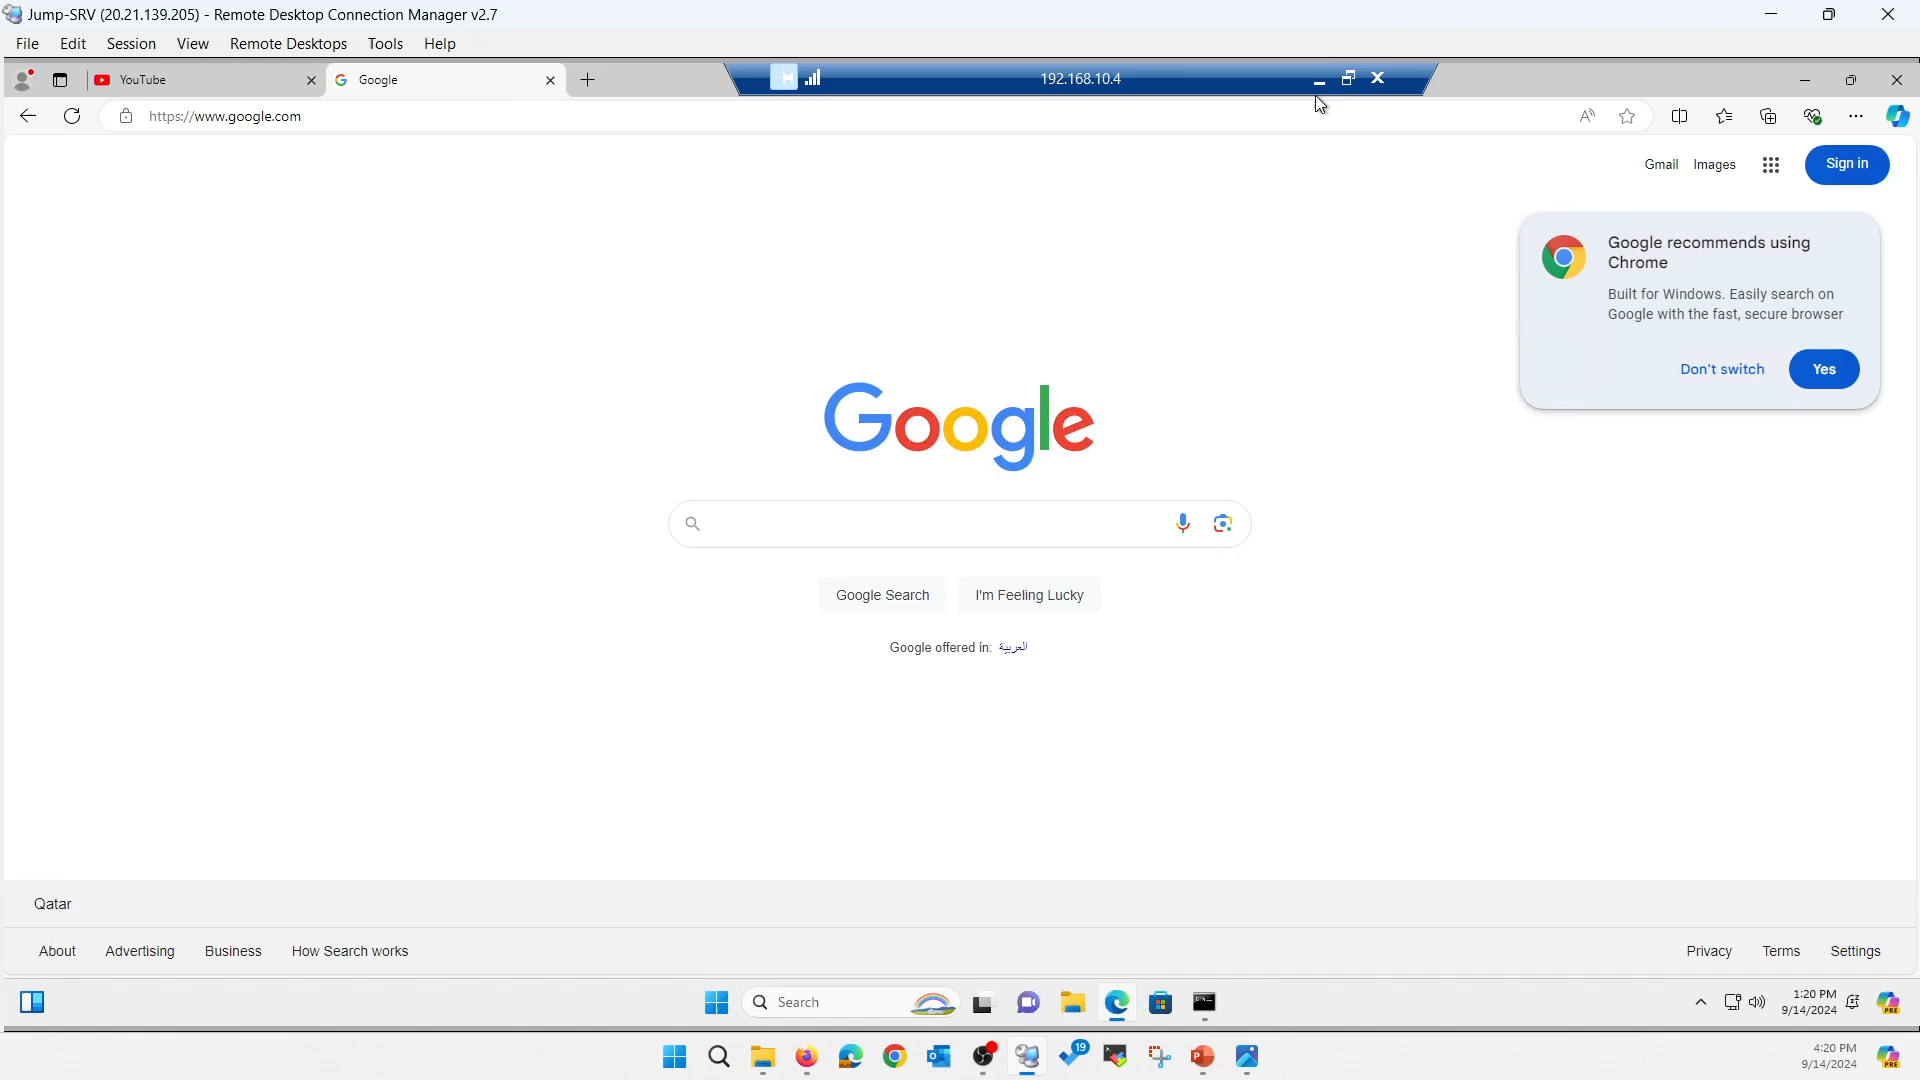 Jump-SRV (20.21.139.205) - Remote Desktop Connection Manager v2.7
File Edit Session View Remote Desktops Tools Help
YouTube Google 192.168.10.4
https://www.google.com
Gmail Images Sign in
Google recommends using
Chrome
Built for Windows. Easily search on
Google with the fast, secure browser
Don't switch Yes
Google
Google Search I'm Feeling Lucky
Google offered in: العربية
Qatar
About Advertising Business How Search works Privacy Terms Settings
Search 1:20 PM
9/14/2024
PRE
19
4:20 PM
9/14/2024
PRE